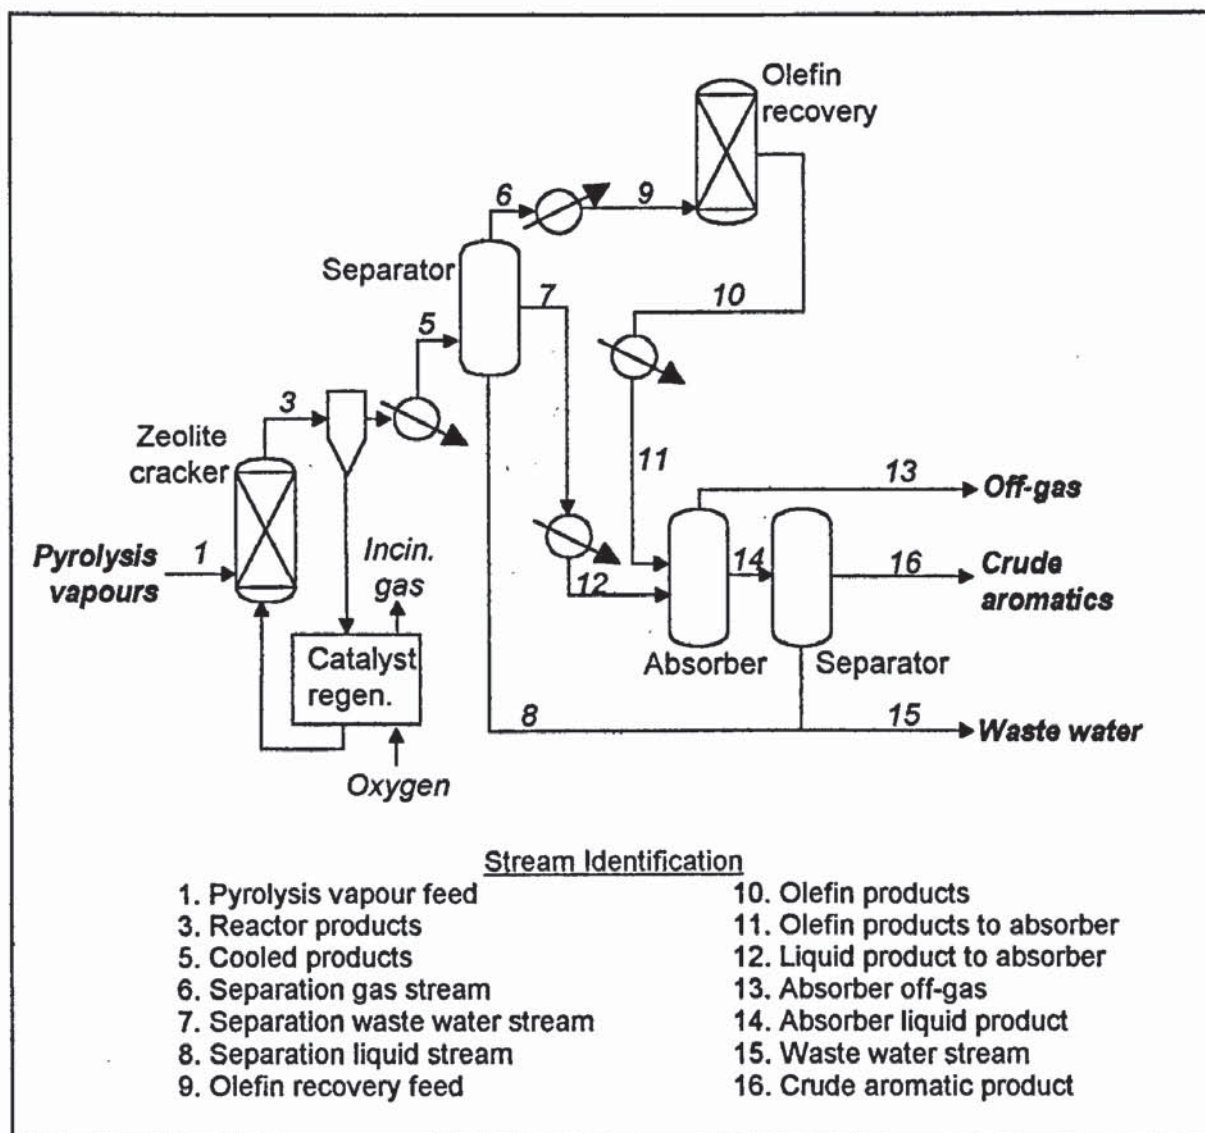 Olefin
recovery
6
9
Separator
7
10
5
3
Zeolite
cracker
11
13
Off-gas
Pyrolysis
vapours
1
Incin.
gas
12
14
16
Crude
aromatics
Catalyst
regen.
Absorber
Separator
8
15
Waste water
Oxygen
Stream Identification
1. Pyrolysis vapour feed
3. Reactor products
5. Cooled products
6. Separation gas stream
7. Separation waste water stream
8. Separation liquid stream
9. Olefin recovery feed
10. Olefin products
11. Olefin products to absorber
12. Liquid product to absorber
13. Absorber off-gas
14. Absorber liquid product
15. Waste water stream
16. Crude aromatic product